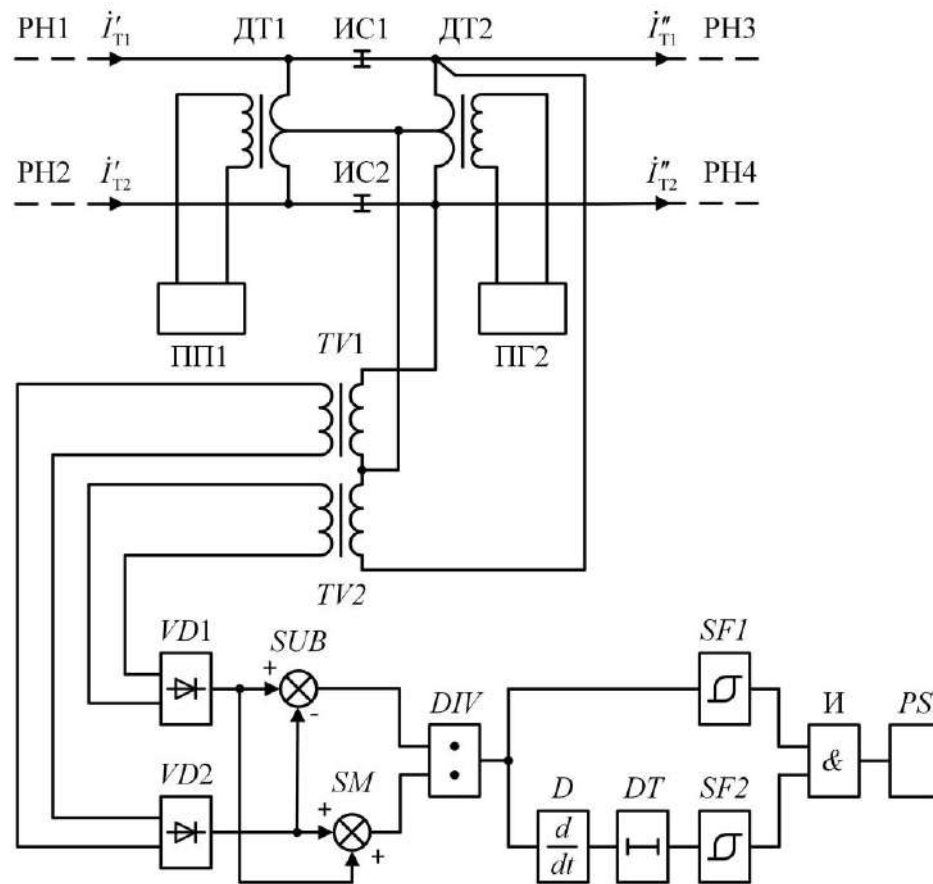 РН1 i′т1 ДТ1 ИС1 ДТ2 i″т1 РН3
РН2 i′т2 ИС2 i″т2 РН4
ПП1 TV1 ПГ2
TV2
VD1 SUB SF1
+
-
DIV И PS
&
VD2 SM D DT SF2
+
+
d
dt